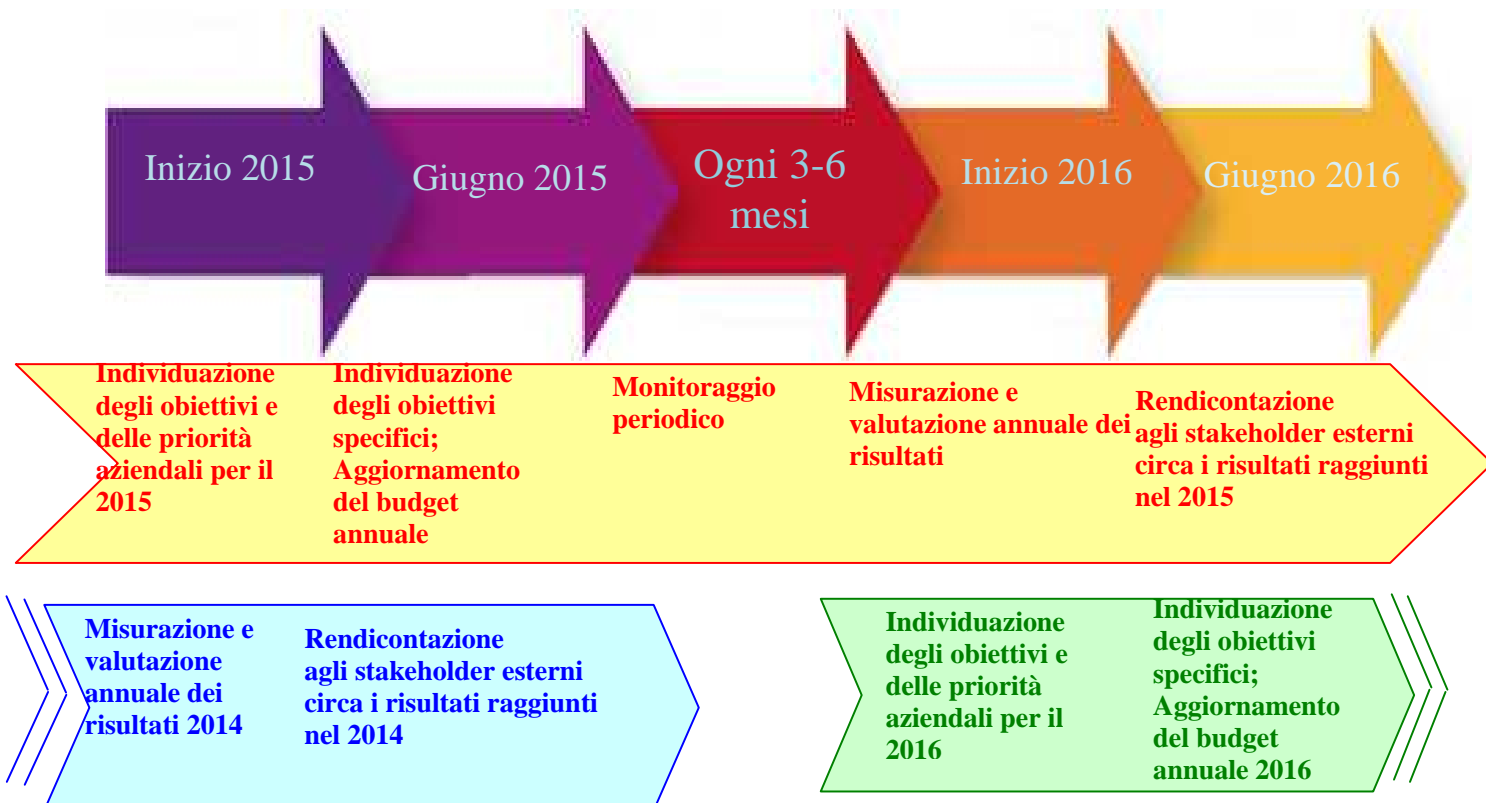 Inizio 2015
Giugno 2015
Ogni 3-6
mesi
Inizio 2016
Giugno 2016
Individuazione
degli obiettivi e
delle priorità
aziendali per il
2015
Individuazione
degli obiettivi
specifici;
Aggiornamento
del budget
annuale
Monitoraggio
periodico
Misurazione e
valutazione annuale dei
risultati
Rendicontazione
agli stakeholder esterni
circa i risultati raggiunti
nel 2015
Misurazione e
valutazione
annuale dei
risultati 2014
Rendicontazione
agli stakeholder esterni
circa i risultati raggiunti
nel 2014
Individuazione
degli obiettivi e
delle priorità
aziendali per il
2016
Individuazione
degli obiettivi
specifici;
Aggiornamento
del budget
annuale 2016